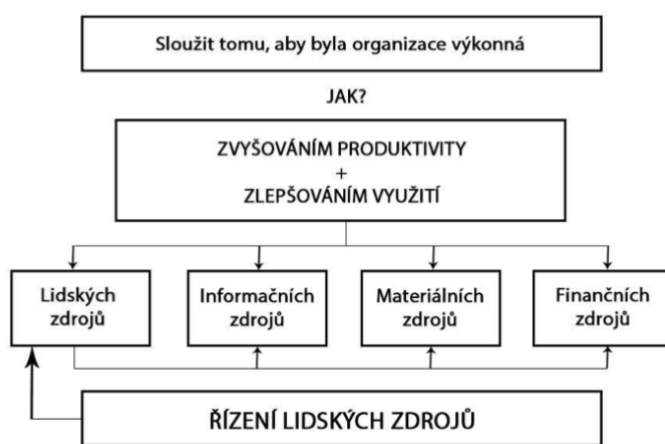 Sloužit tomu, aby byla organizace výkonná
JAK?
ZVYŠOVÁNÍM PRODUKTIVITY
+
ZLEPŠOVÁNÍM VYUŽITÍ
Lidských
zdrojů
Informačních
zdrojů
Materiálních
zdrojů
Finančních
zdrojů
ŘÍZENÍ LIDSKÝCH ZDROJŮ